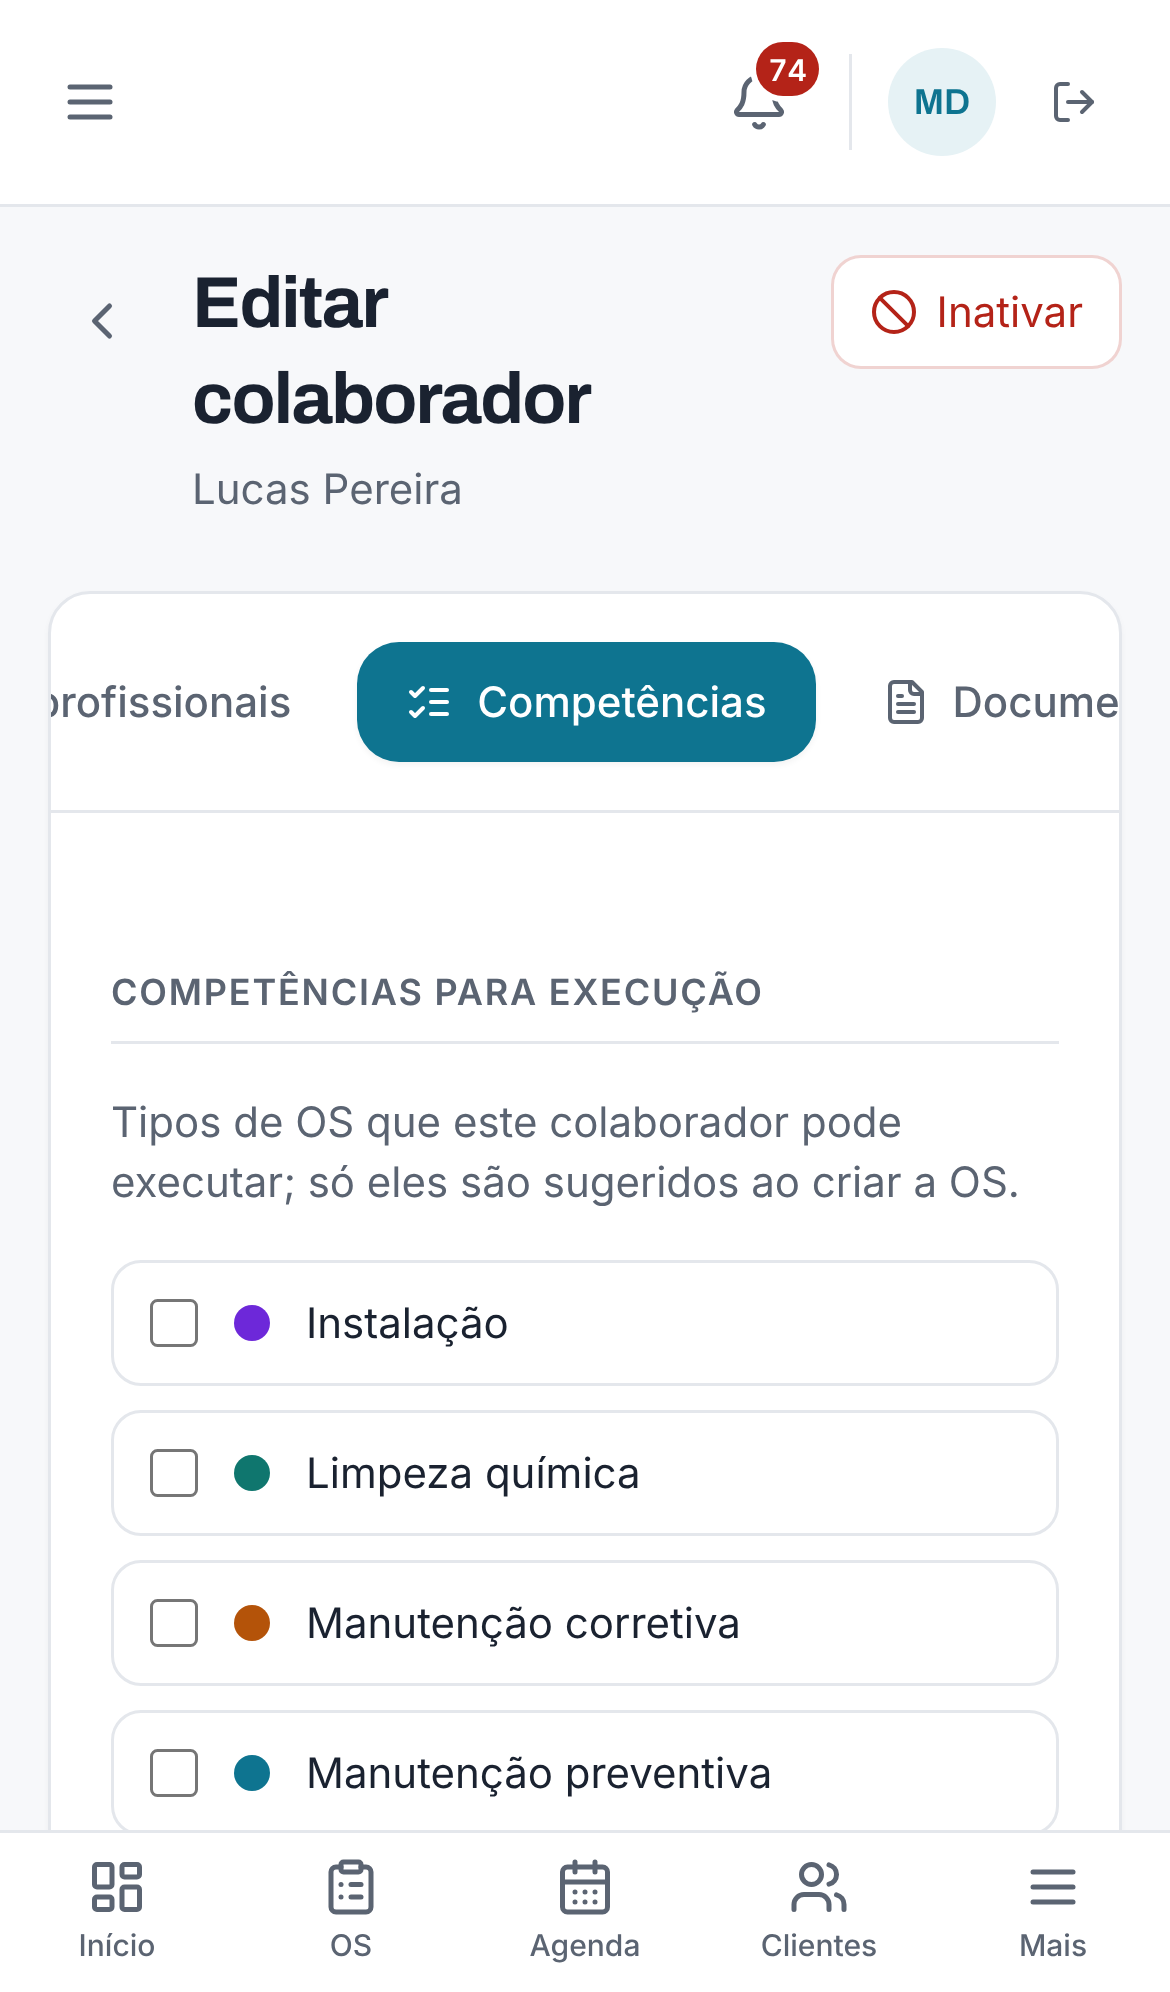 74
MD
Editar
colaborador
Inativar
Lucas Pereira
profissionais
Competências
Docume
COMPETÊNCIAS PARA EXECUÇÃO
Tipos de OS que este colaborador pode
executar; só eles são sugeridos ao criar a OS.
Instalação
Limpeza química
Manutenção corretiva
Manutenção preventiva
Início
OS
Agenda
Clientes
Mais